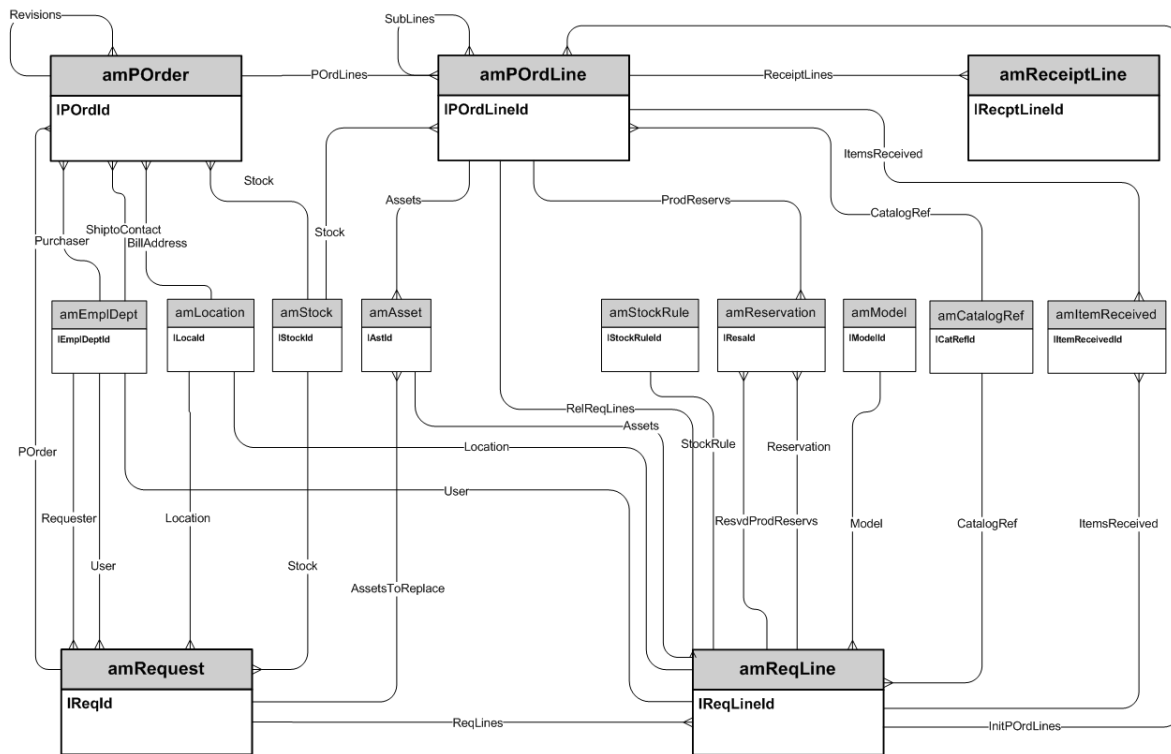 Revisions
SubLines
amPOrder
POrdLines
amPOrdLine
ReceiptLines
amReceiptLine
lPOrdId
lPOrdLineId
lRecptLineId
ItemsReceived
Stock
Assets
ProdReservs
CatalogRef
ShiptoContact
Purchaser
BillAddress
Stock
amEmplDept
amLocation
amStock
amAsset
amStockRule
amReservation
amModel
amCatalogRef
amItemReceived
lEmplDeptId
lLocaId
lStockId
lAstId
lStockRuleId
lResaId
lModelId
lCatRefId
lItemReceivedId
RelReqLines
Assets
StockRule
Reservation
Location
POrder
User
Requester
Location
ResvdProdReservs
Model
CatalogRef
ItemsReceived
User
Stock
AssetsToReplace
amRequest
amReqLine
lReqId
lReqLineId
ReqLines
InitPOrdLines